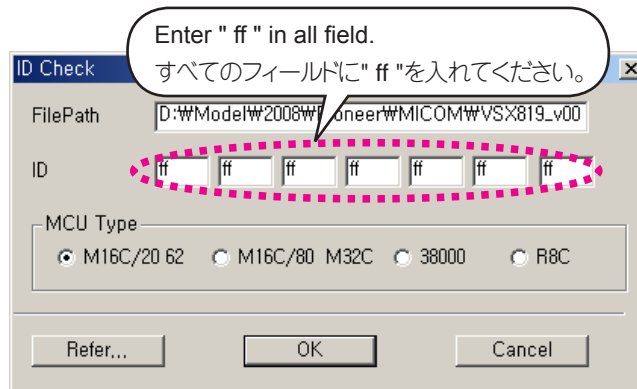 Enter " ff " in all field.
すべてのフィールドに" ff "を入れてください。
ID Check
FilePath D:₩Model₩2008₩ oneer₩MICOM₩VSX819_v00
ID ff ff ff ff ff ff ff
MCU Type
M16C/20 62 M16C/80 M32C 38000 R8C
Refer... OK Cancel